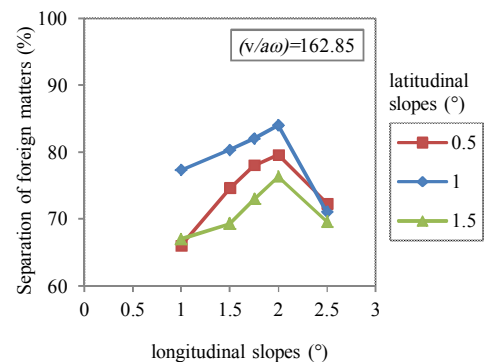 100
90
80
70
60
Separation of foreign matters (%)
(v/aω)=162.85
0 0.5 1 1.5 2 2.5 3
longitudinal slopes (°)
latitudinal
slopes (°)
0.5
1
1.5